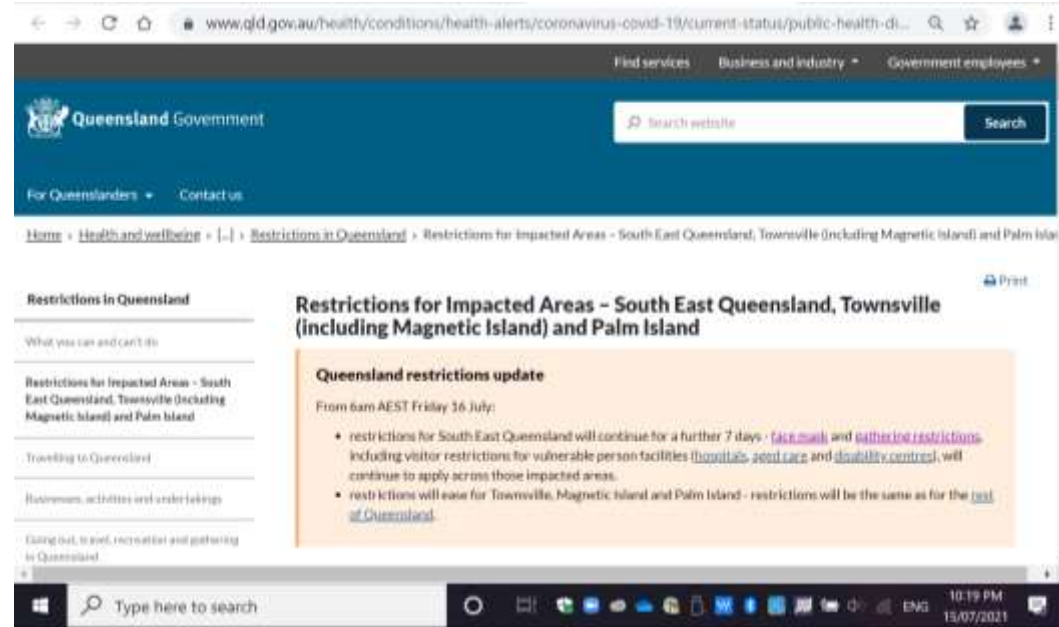 www.qld.gov.au/health/conditions/health-alerts/coronavirus-covid-19/current-status/public-health-di...
Find services Business and industry Government employees
Queensland Government
Search website Search
For Queenslanders Contact us
Home › Health and wellbeing › [...] › Restrictions in Queensland › Restrictions for Impacted Areas – South East Queensland, Townsville (including Magnetic Island) and Palm Isla
Print
Restrictions in Queensland
What you can and can't do
Restrictions for Impacted Areas – South
East Queensland, Townsville (including
Magnetic Island) and Palm Island
Travelling to Queensland
Businesses, activities and undertakings
Going out, travel, recreation and gathering
in Queensland
Restrictions for Impacted Areas – South East Queensland, Townsville
(including Magnetic Island) and Palm Island
Queensland restrictions update
From 6am AEST Friday 16 July:
• restrictions for South East Queensland will continue for a further 7 days - face mask and gathering restrictions,
including visitor restrictions for vulnerable person facilities (hospitals, aged care and disability centres), will
continue to apply across those impacted areas.
• restrictions will ease for Townsville, Magnetic Island and Palm Island - restrictions will be the same as for the rest
of Queensland.
Type here to search
ENG
10:19 PM
15/07/2021